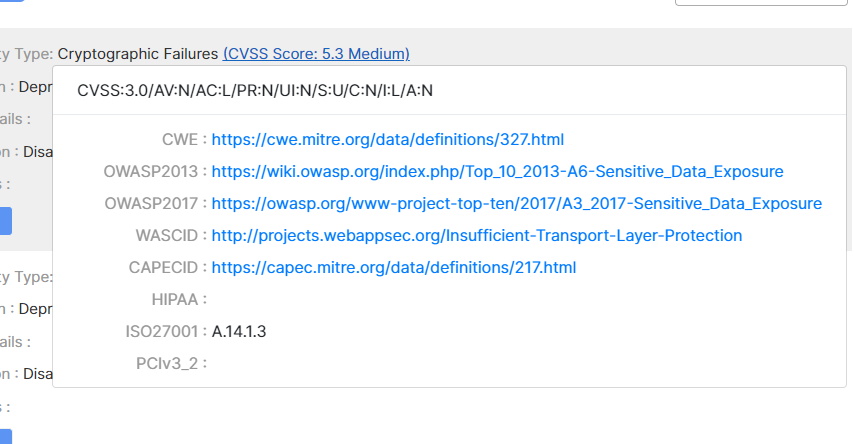 ty Type: Cryptographic Failures (CVSS Score: 5.3 Medium)
CVSS:3.0/AV:N/AC:L/PR:N/UI:N/S:U/C:N/I:L/A:N
n : Depr
ails :
CWE : https://cwe.mitre.org/data/definitions/327.html
on : Disa
OWASP2013 : https://wiki.owasp.org/index.php/Top_10_2013-A6-Sensitive_Data_Exposure
s :
OWASP2017 : https://owasp.org/www-project-top-ten/2017/A3_2017-Sensitive_Data_Exposure
WASCID : http://projects.webappsec.org/Insufficient-Transport-Layer-Protection
CAPECID : https://capec.mitre.org/data/definitions/217.html
ty Type:
HIPAA :
n : Depr
ISO27001 : A.14.1.3
ails :
PCIv3_2 :
on : Disa
s :